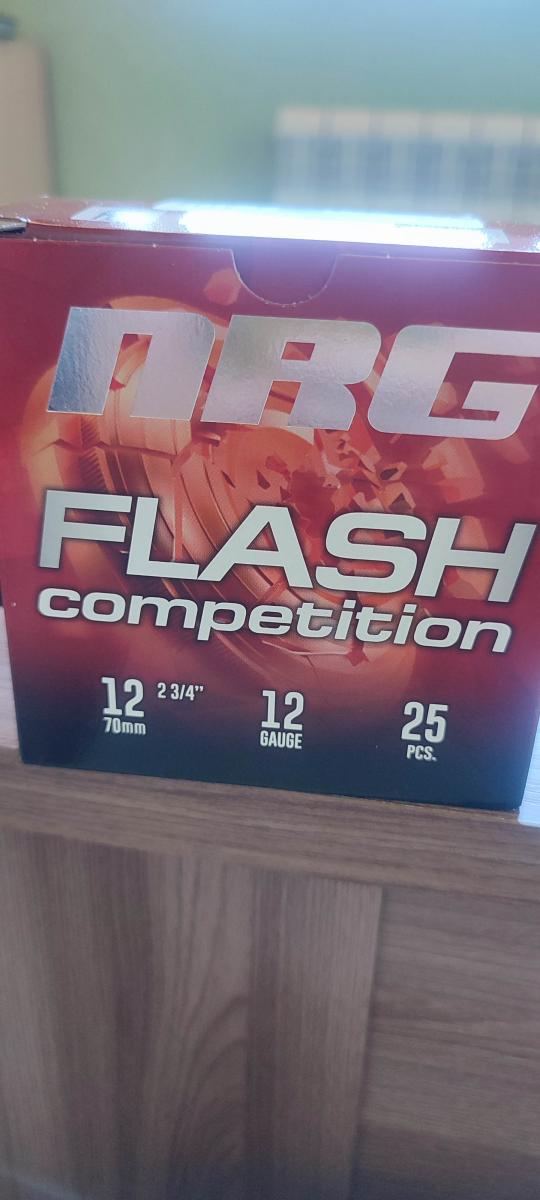 NRG
FLASH
competition
12 2 3/4"
70mm
12
GAUGE
25
PCS.